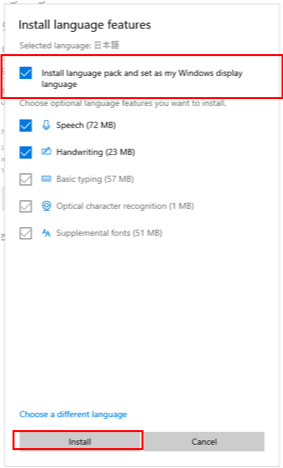 Install language features
Selected language: 日本語
Install language pack and set as my Windows display
language
Choose optional language features you want to install.
Speech (72 MB)
Handwriting (23 MB)
Basic typing (57 MB)
Optical character recognition (1 MB)
Supplemental fonts (51 MB)
Choose a different language
Install
Cancel